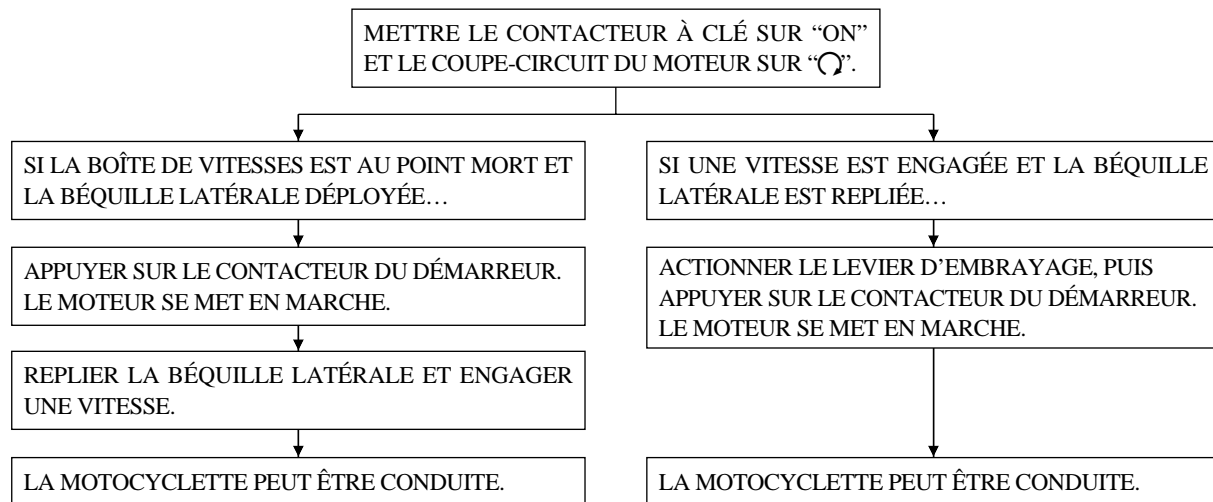 METTRE LE CONTACTEUR À CLÉ SUR “ON”
ET LE COUPE-CIRCUIT DU MOTEUR SUR “”.
SI LA BOÎTE DE VITESSES EST AU POINT MORT ET
LA BÉQUILLE LATÉRALE DÉPLOYÉE…
APPUYER SUR LE CONTACTEUR DU DÉMARREUR.
LE MOTEUR SE MET EN MARCHE.
REPLIER LA BÉQUILLE LATÉRALE ET ENGAGER
UNE VITESSE.
LA MOTOCYCLETTE PEUT ÊTRE CONDUITE.
SI UNE VITESSE EST ENGAGÉE ET LA BÉQUILLE
LATÉRALE EST REPLIÉE…
ACTIONNER LE LEVIER D’EMBRAYAGE, PUIS
APPUYER SUR LE CONTACTEUR DU DÉMARREUR.
LE MOTEUR SE MET EN MARCHE.
LA MOTOCYCLETTE PEUT ÊTRE CONDUITE.